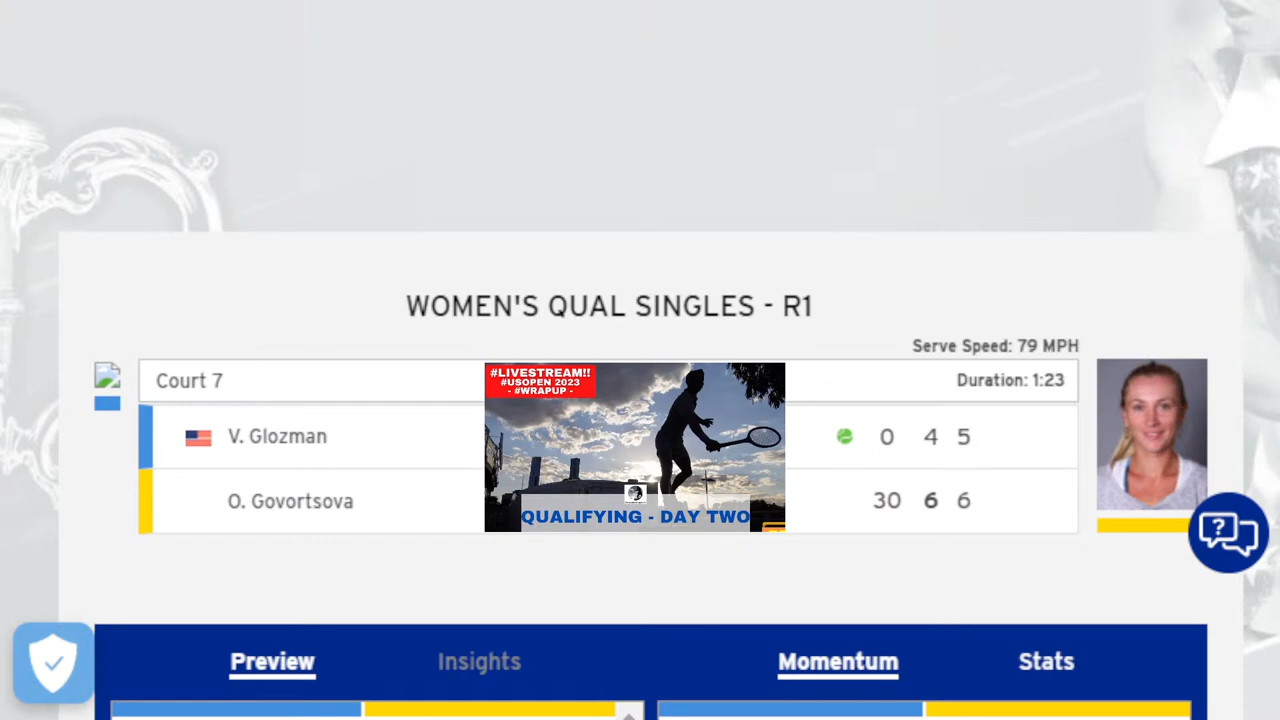 WOMEN'S QUAL SINGLES - R1
Serve Speed: 79 MPH
Court 7
Duration: 1:23
V. Glozman 0 4 5
O. Govortsova 30 6 6
#LIVESTREAM!!
#USOPEN 2023
- #WRAPUP -
QUALIFYING - DAY TWO
?
Preview Insights Momentum Stats